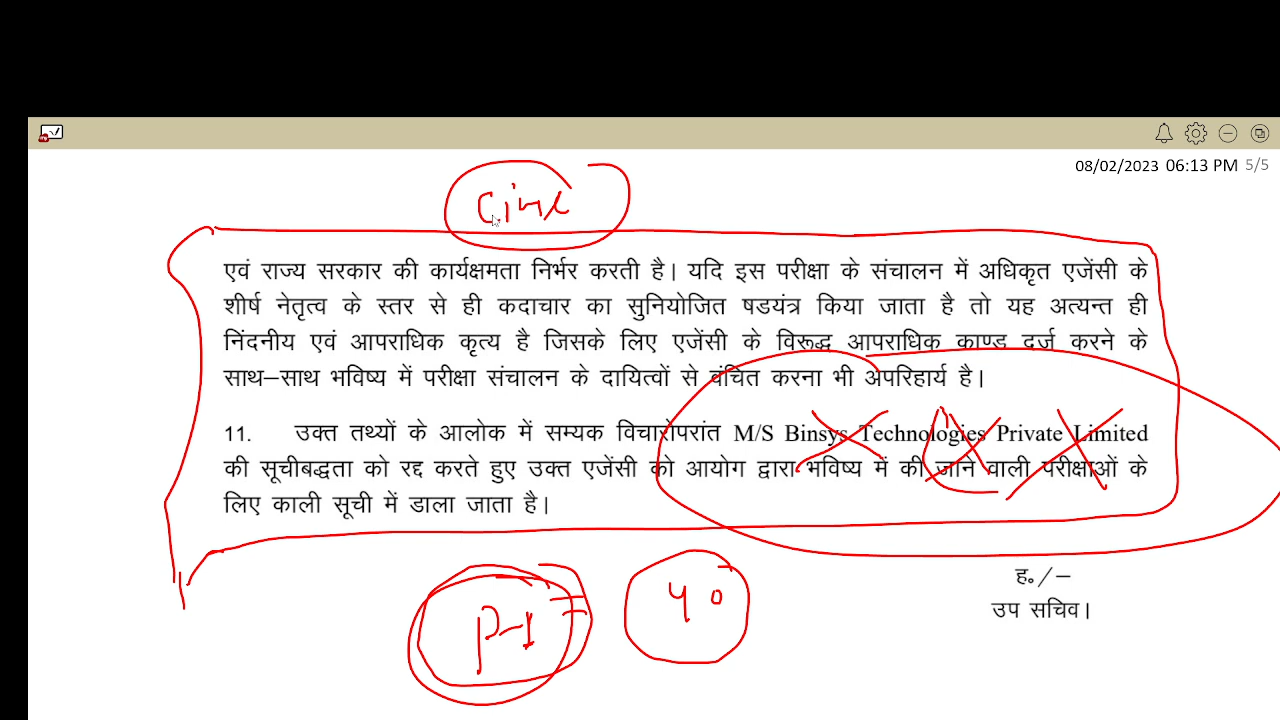 08/02/2023 06:13 PM 5/5
एवं राज्य सरकार की कार्यक्षमता निर्भर करती है। यदि इस परीक्षा के संचालन में अधिकृत एजेंसी के
शीर्ष नेतृत्व के स्तर से ही कदाचार का सुनियोजित षडयंत्र किया जाता है तो यह अत्यन्त ही
निंदनीय एवं आपराधिक कृत्य है जिसके लिए एजेंसी के विरूद्ध आपराधिक काण्ड दर्ज करने के
साथ–साथ भविष्य में परीक्षा संचालन के दायित्वों से वंचित करना भी अपरिहार्य है।
11. उक्त तथ्यों के आलोक में सम्यक विचारोपरांत M/S Binsys Technologies Private Limited
की सूचीबद्धता को रद्द करते हुए उक्त एजेंसी को आयोग द्वारा भविष्य में की जाने वाली परीक्षाओं के
लिए काली सूची में डाला जाता है।
ह०/–
उप सचिव।
P-1 = 40